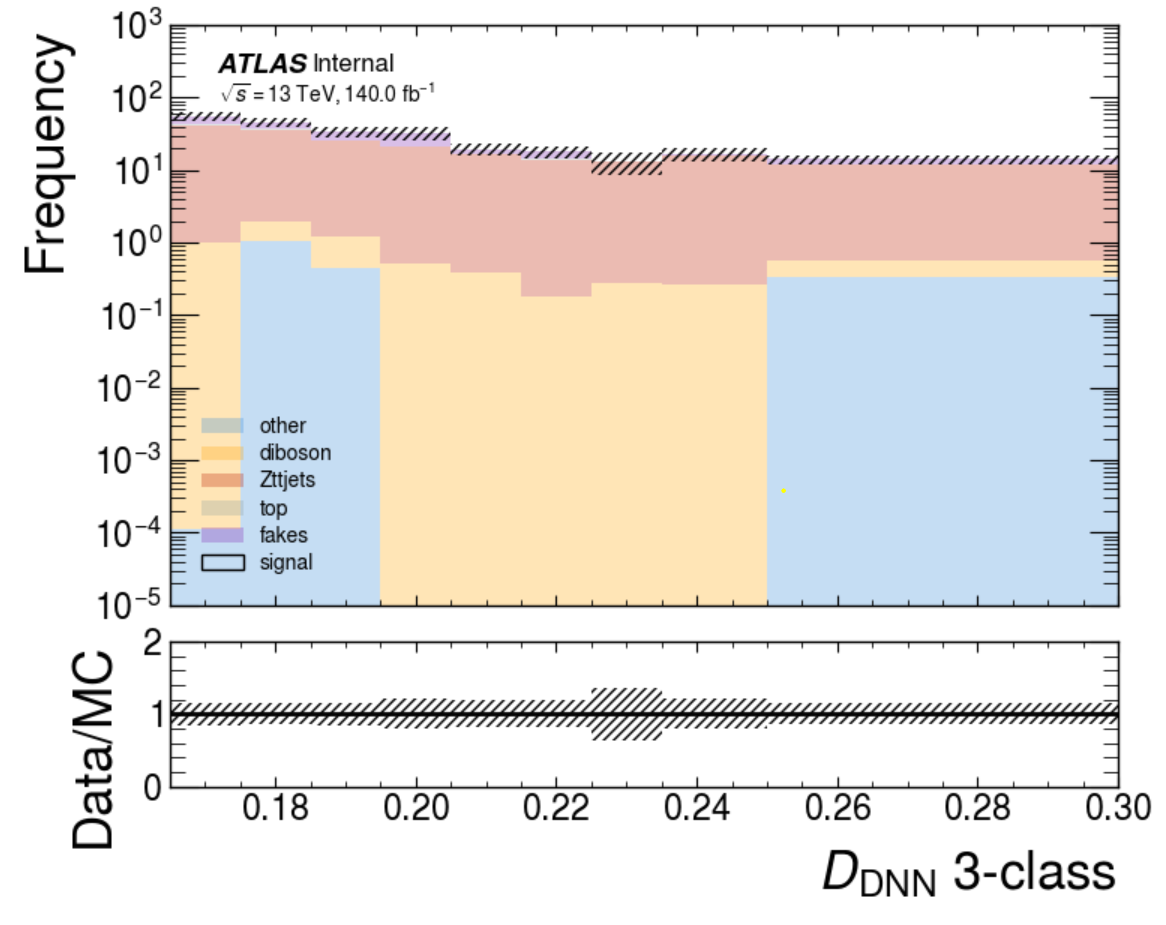 Frequency
10³
10²
10¹
10⁰
10⁻¹
10⁻²
10⁻³
10⁻⁴
10⁻⁵
ATLAS Internal
√s = 13 TeV, 140.0 fb⁻¹
other
diboson
Zttjets
top
fakes
signal
Data/MC
2
1
0
0.18 0.20 0.22 0.24 0.26 0.28 0.30
D_DNN 3-class